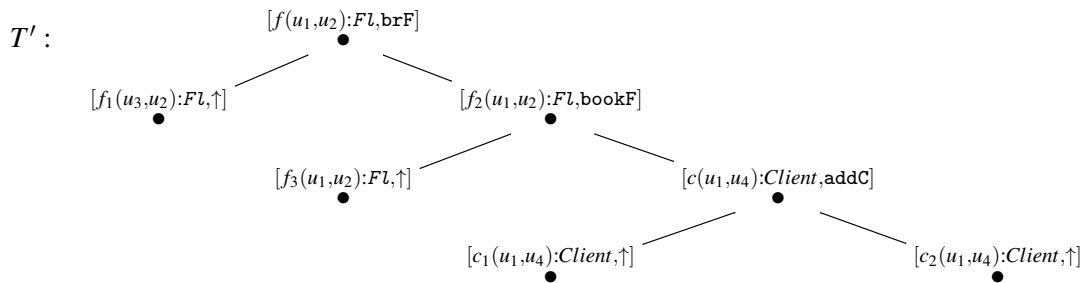 T′ :
[f(u₁,u₂):Fl,brF]
[f₁(u₃,u₂):Fl,↑]
[f₂(u₁,u₂):Fl,bookF]
[f₃(u₁,u₂):Fl,↑]
[c(u₁,u₄):Client,addC]
[c₁(u₁,u₄):Client,↑]
[c₂(u₁,u₄):Client,↑]